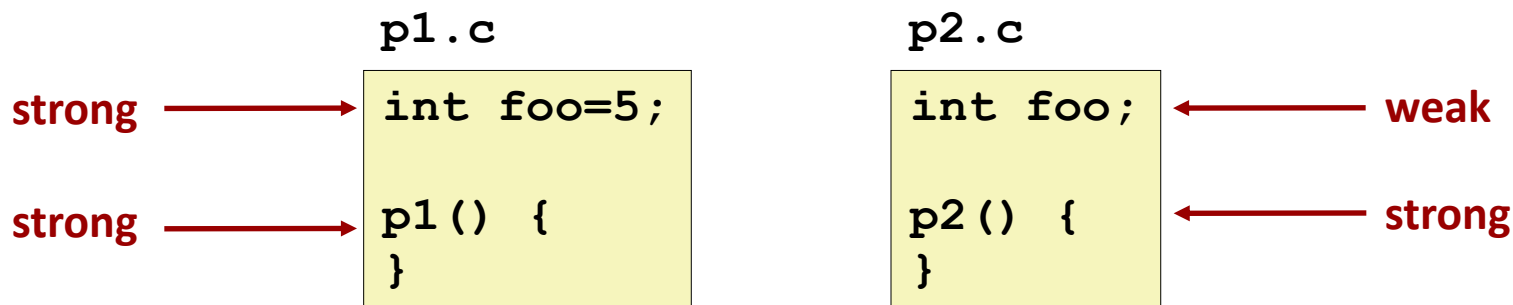 p1.c
p2.c
strong
int foo=5;
int foo;
weak
strong
p1() {
p2() {
strong
}
}